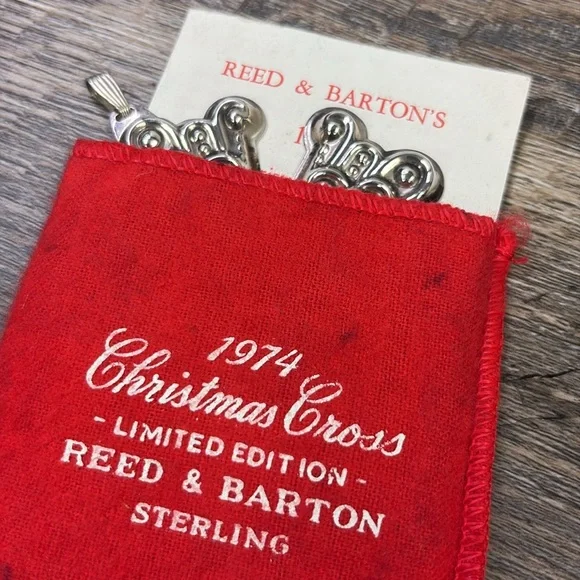 REED & BARTON'S
1974
Christmas Cross
- LIMITED EDITION -
REED & BARTON
STERLING